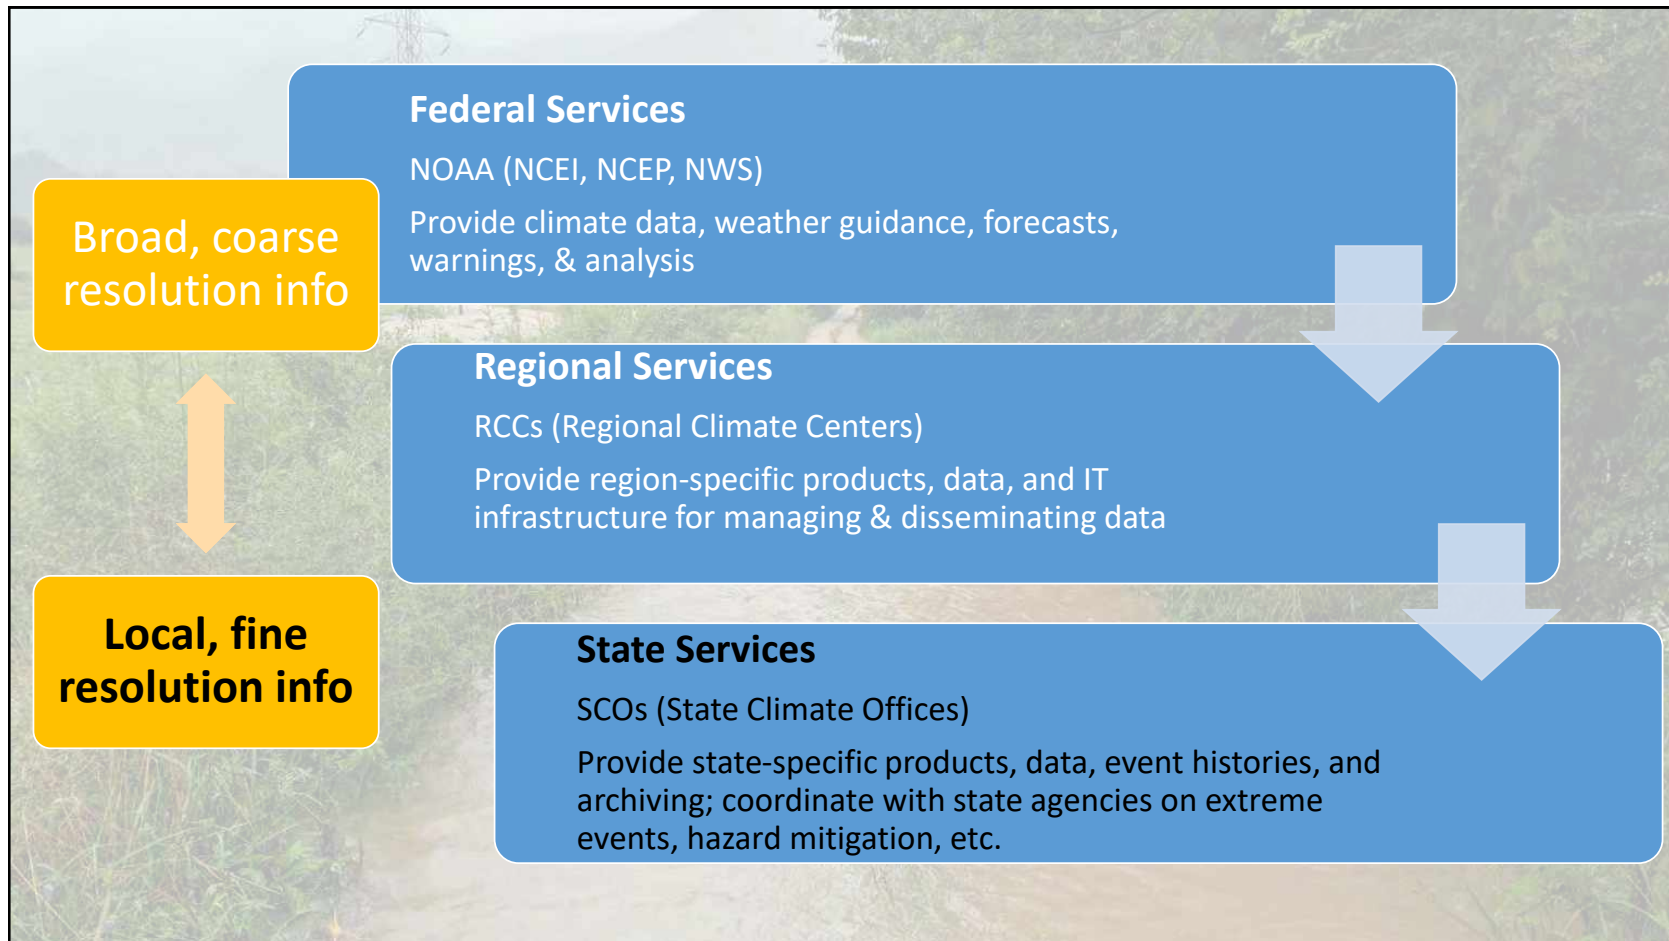 Federal Services
NOAA (NCEI, NCEP, NWS)
Provide climate data, weather guidance, forecasts,
warnings, & analysis
Broad, coarse
resolution info
Regional Services
RCCs (Regional Climate Centers)
Provide region-specific products, data, and IT
infrastructure for managing & disseminating data
Local, fine
resolution info
State Services
SCOs (State Climate Offices)
Provide state-specific products, data, event histories, and
archiving; coordinate with state agencies on extreme
events, hazard mitigation, etc.